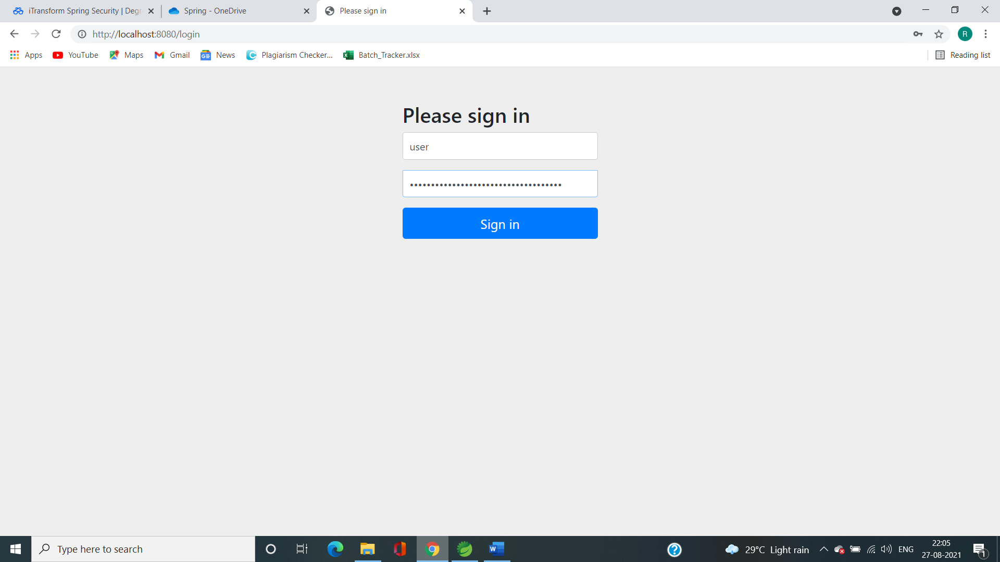 iTransform Spring Security | Degr
Spring - OneDrive
Please sign in
http://localhost:8080/login
R
Apps
YouTube
Maps
Gmail
News
Plagiarism Checker...
Batch_Tracker.xlsx
Reading list
Please sign in
user
••••••••••••••••••••••••••••••••••••
Sign in
Type here to search
29°C Light rain
ENG
22:05
27-08-2021
1